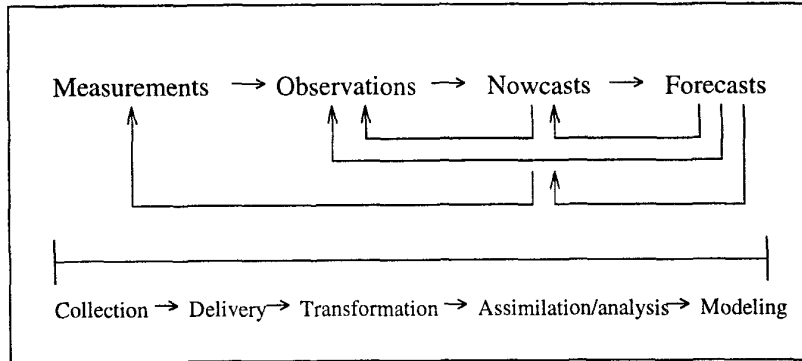 Measurements → Observations → Nowcasts → Forecasts
Collection → Delivery → Transformation → Assimilation/analysis → Modeling